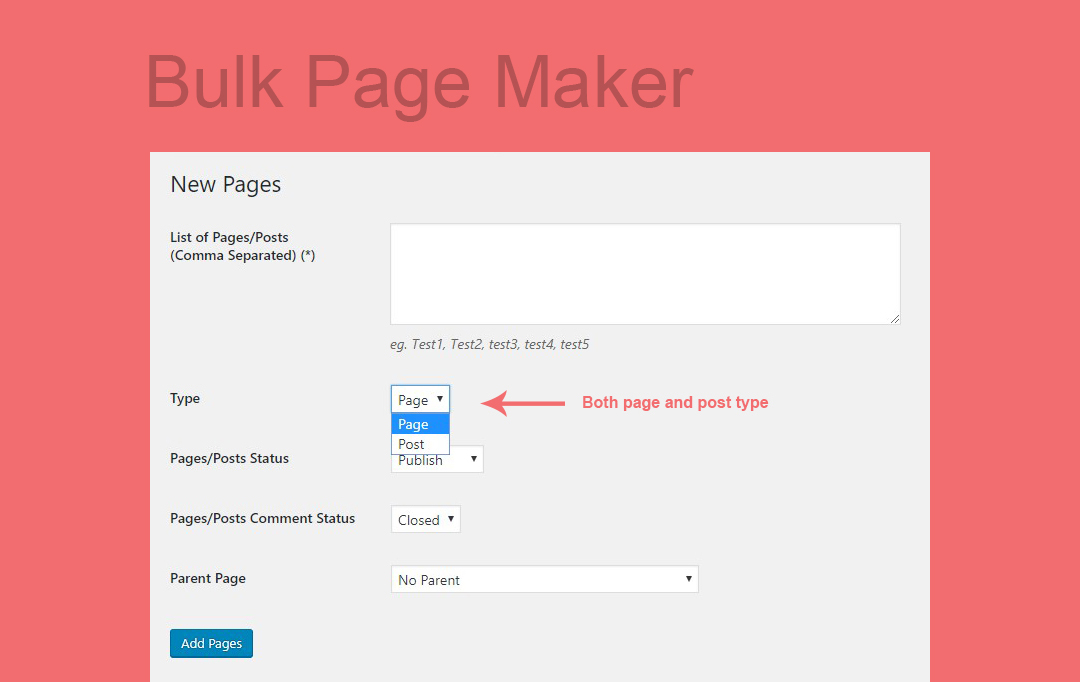 Bulk Page Maker
New Pages
List of Pages/Posts
(Comma Separated) (*)
eg. Test1, Test2, test3, test4, test5
Type
Page
Both page and post type
Page
Post
Pages/Posts Status
Publish
Pages/Posts Comment Status
Closed
Parent Page
No Parent
Add Pages